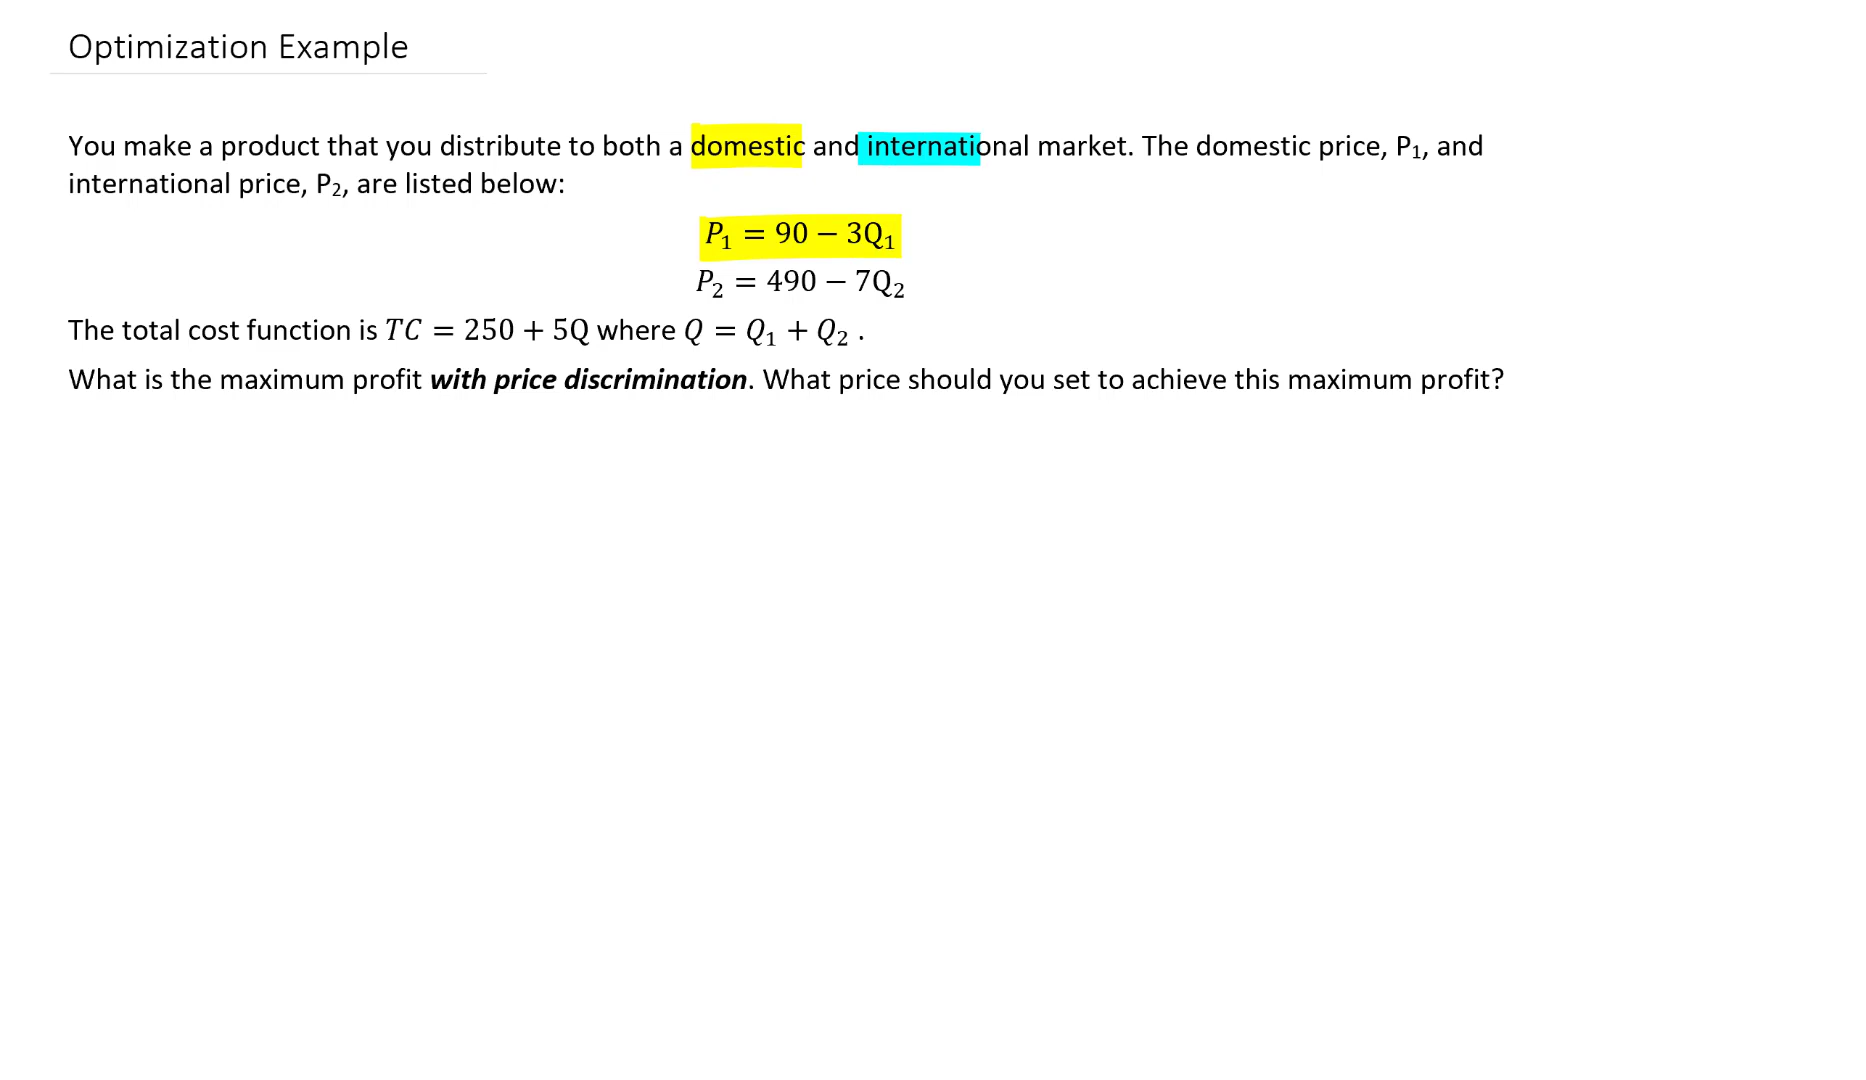 Optimization Example
You make a product that you distribute to both a domestic and international market. The domestic price, P₁, and
international price, P₂, are listed below:
P₁ = 90 − 3Q₁
P₂ = 490 − 7Q₂
The total cost function is TC = 250 + 5Q where Q = Q₁ + Q₂ .
What is the maximum profit with price discrimination. What price should you set to achieve this maximum profit?